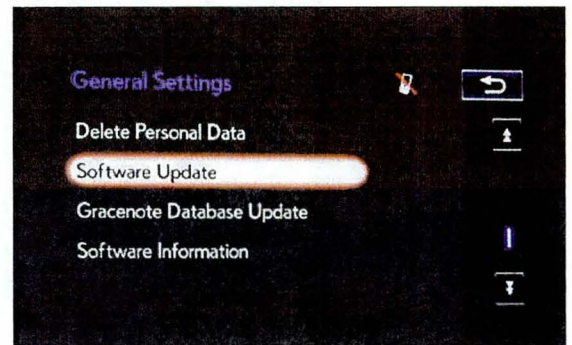 General Settings
Delete Personal Data
Software Update
Gracenote Database Update
Software Information